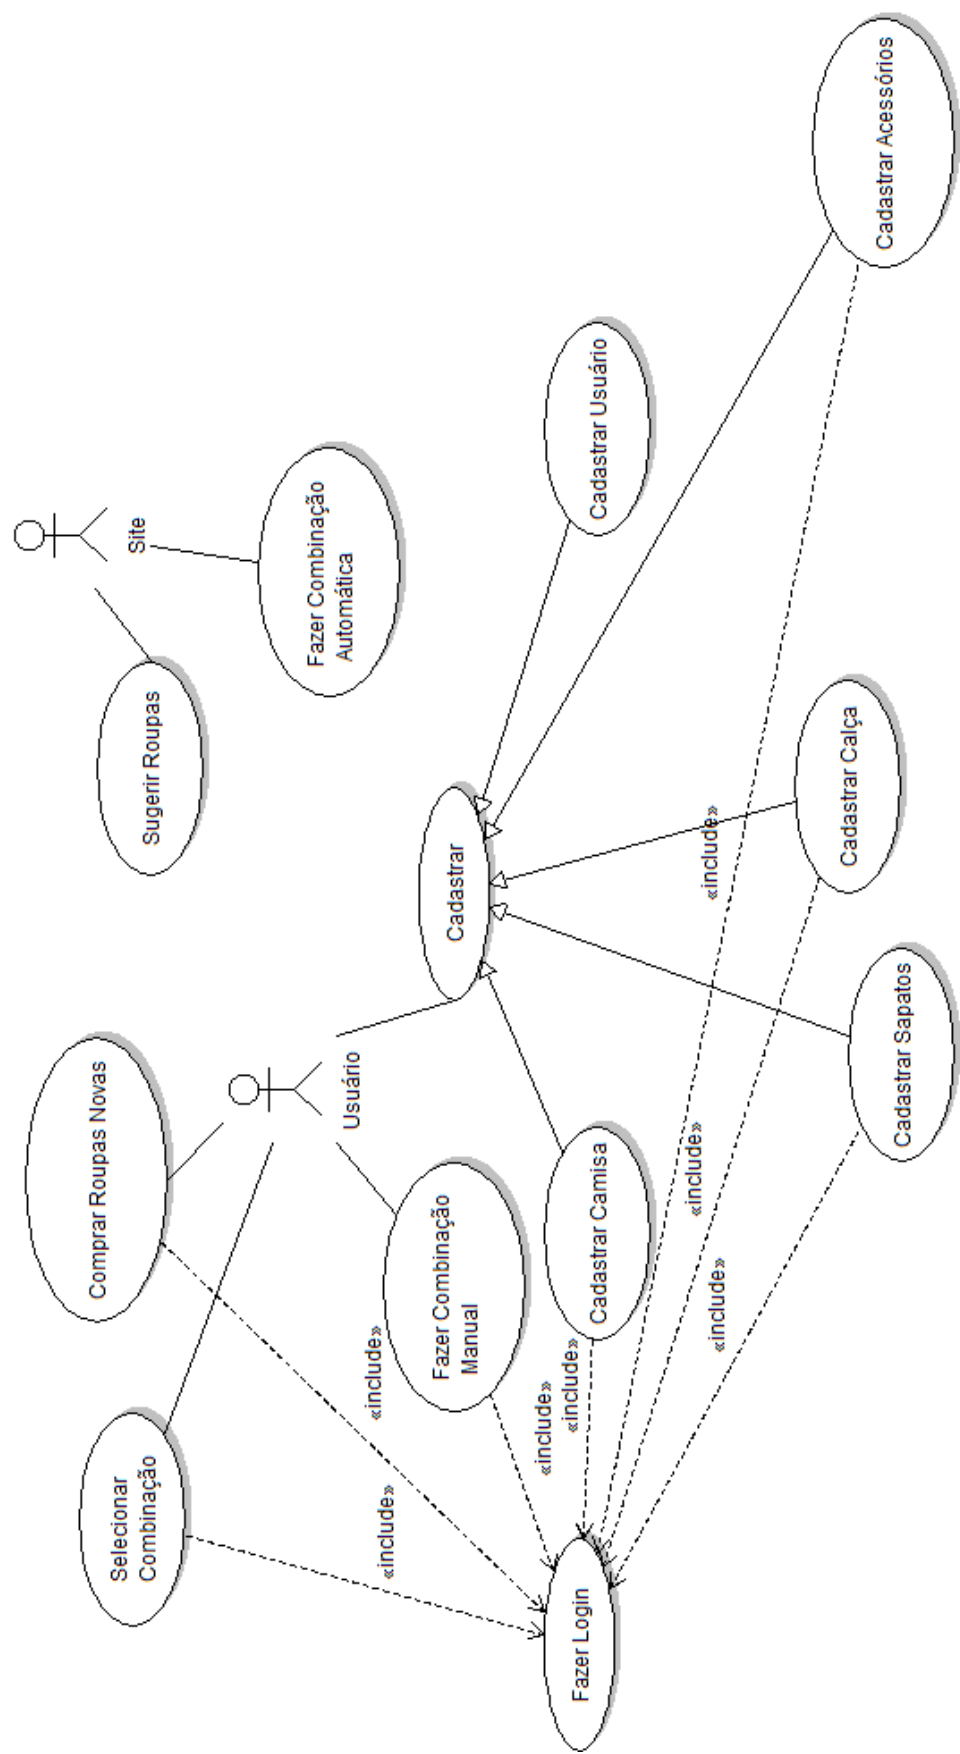 Selecionar
Combinação
Comprar Roupas Novas
Sugerir Roupas
Site
Usuário
Fazer Combinação
Automática
«include»
«include»
Fazer Combinação
Manual
Cadastrar
«include»
«include»
Fazer Login
Cadastrar Camisa
Cadastrar Usuário
«include»
«include»
«include»
Cadastrar Calça
Cadastrar Sapatos
Cadastrar Acessórios